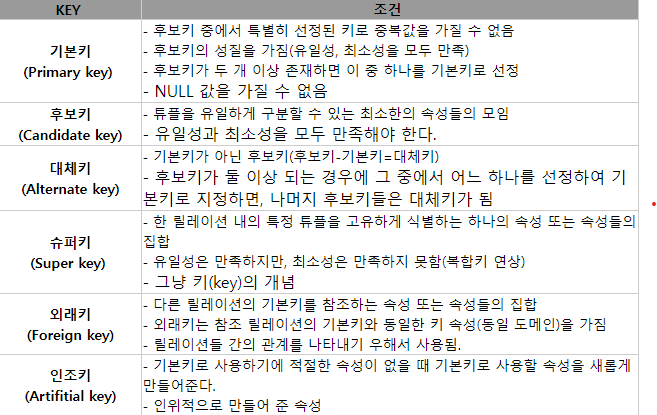 KEY 조건
기본키
(Primary key)
- 후보키 중에서 특별히 선정된 키로 중복값을 가질 수 없음
- 후보키의 성질을 가짐(유일성, 최소성을 모두 만족)
- 후보키가 두 개 이상 존재하면 이 중 하나를 기본키로 선정
- NULL 값을 가질 수 없음
후보키
(Candidate key)
- 튜플을 유일하게 구분할 수 있는 최소한의 속성들의 모임
- 유일성과 최소성을 모두 만족해야 한다.
대체키
(Alternate key)
- 기본키가 아닌 후보키(후보키-기본키=대체키)
- 후보키가 둘 이상 되는 경우에 그 중에서 어느 하나를 선정하여 기
본키로 지정하면, 나머지 후보키들은 대체키가 됨
슈퍼키
(Super key)
- 한 릴레이션 내의 특정 튜플을 고유하게 식별하는 하나의 속성 또는 속성들의
집합
- 유일성은 만족하지만, 최소성은 만족하지 못함(복합키 연상)
- 그냥 키(key)의 개념
외래키
(Foreign key)
- 다른 릴레이션의 기본키를 참조하는 속성 또는 속성들의 집합
- 외래키는 참조 릴레이션의 기본키와 동일한 키 속성(동일 도메인)을 가짐
- 릴레이션들 간의 관계를 나타내기 우해서 사용됨.
인조키
(Artifitial key)
- 기본키로 사용하기에 적절한 속성이 없을 때 기본키로 사용할 속성을 새롭게
만들어준다.
- 인위적으로 만들어 준 속성